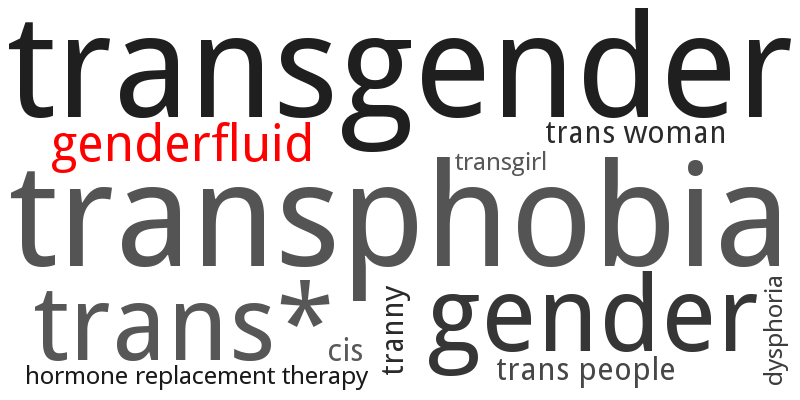 transgender
genderfluid
trans woman
transgirl
transphobia
trans*
gender
cis
tranny
dysphoria
trans people
hormone replacement therapy